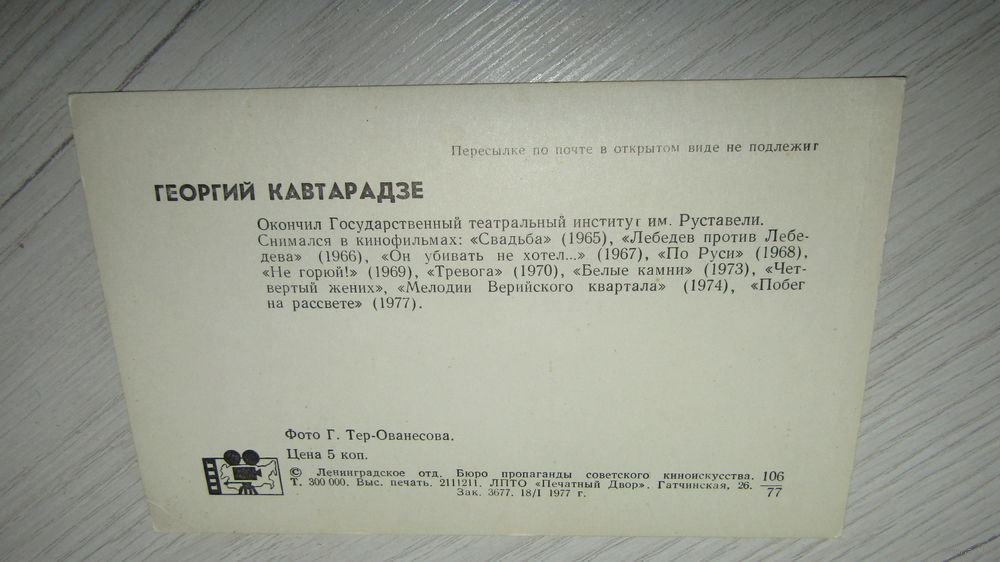 Пересылке по почте в открытом виде не подлежит
ГЕОРГИЙ КАВТАРАДЗЕ
Окончил Государственный театральный институт им. Руставели.
Снимался в кинофильмах: «Свадьба» (1965), «Лебедев против Лебе-
дева» (1966), «Он убивать не хотел...» (1967), «По Руси» (1968),
«Не горюй!» (1969), «Тревога» (1970), «Белые камни» (1973), «Чет-
вертый жених», «Мелодии Верийского квартала» (1974), «Побег
на рассвете» (1977).
Фото Г. Тер-Ованесова.
Цена 5 коп.
© Ленинградское отд. Бюро пропаганды советского киноискусства. 106
Т. 300 000. Выс. печать. 2111211. ЛПТО «Печатный Двор». Гатчинская, 26. 77
Зак. 3677. 18/I 1977 г.